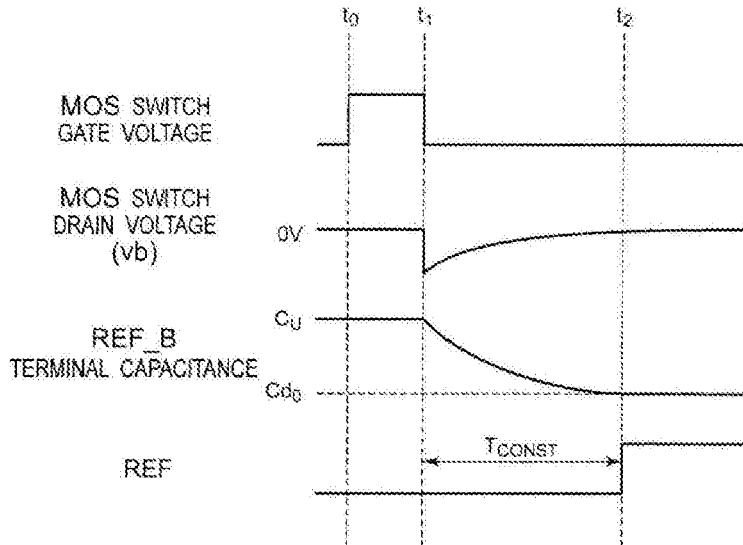 t0 t1 t2
MOS SWITCH
GATE VOLTAGE
MOS SWITCH
DRAIN VOLTAGE
(vb)
0V
REF_B
TERMINAL CAPACITANCE
CU
Cd0
REF
TCONST